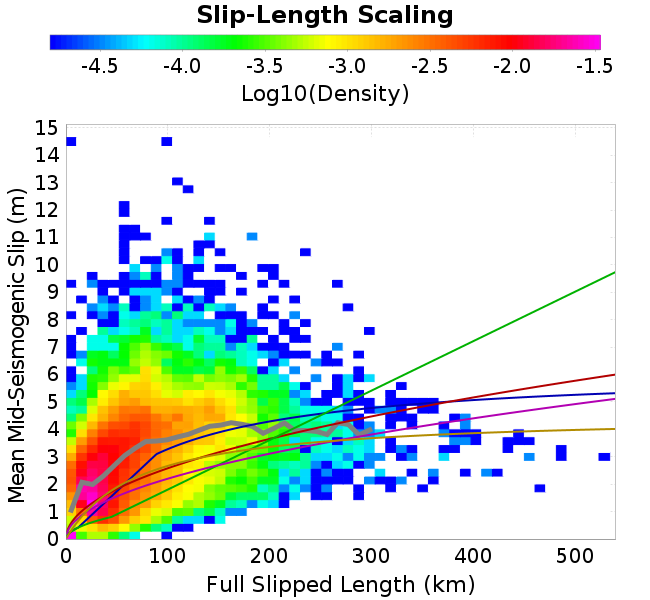 Slip-Length Scaling
-4.5 -4.0 -3.5 -3.0 -2.5 -2.0 -1.5
Log10(Density)
15
14
13
12
11
10
9
8
7
6
5
4
3
2
1
0
Mean Mid-Seismogenic Slip (m)
0 100 200 300 400 500
Full Slipped Length (km)